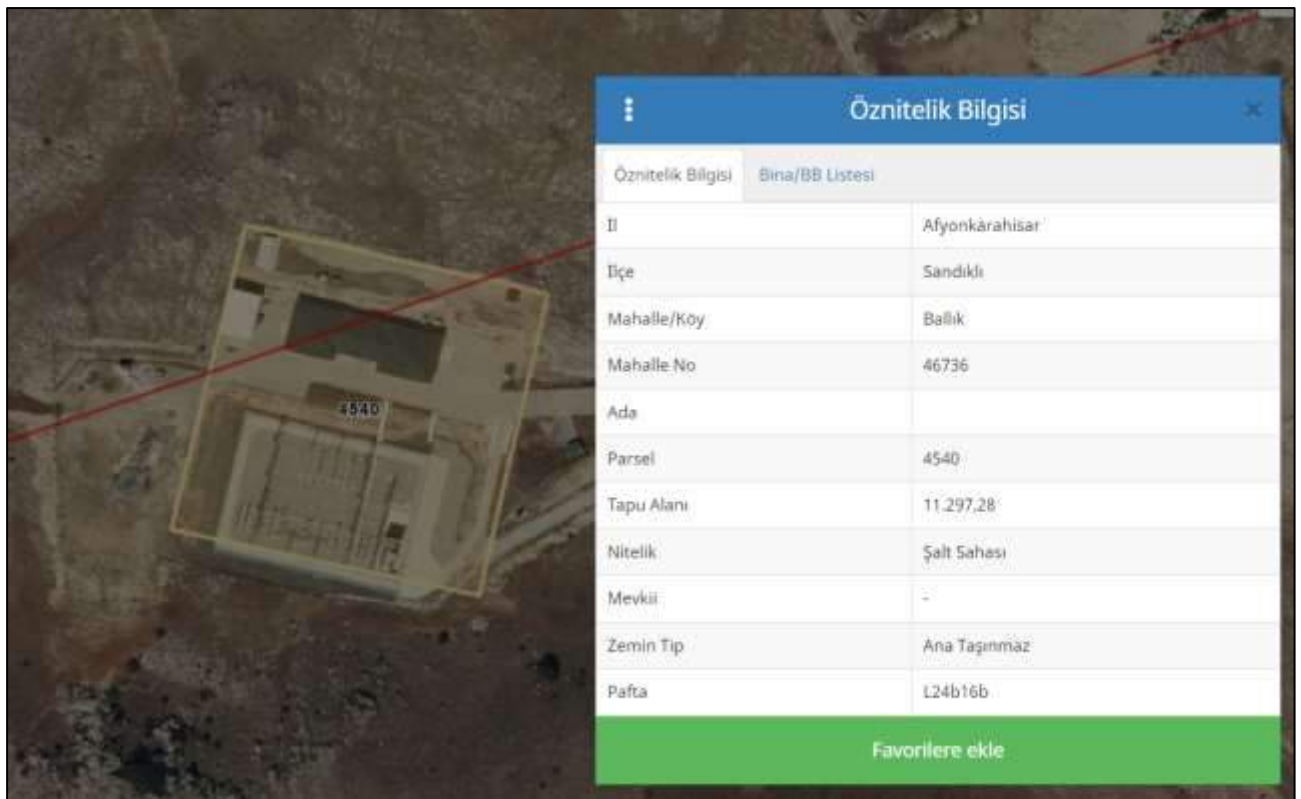 Öznitelik Bilgisi
Öznitelik Bilgisi Bina/BB Listesi
İl Afyonkarahisar
İlçe Sandıklı
Mahalle/Köy Ballık
Mahalle No 46736
Ada
Parsel 4540
Tapu Alanı 11.297,28
Nitelik Şalt Sahası
Mevkii -
Zemin Tip Ana Taşınmaz
Pafta L24b16b
Favorilere ekle
4540